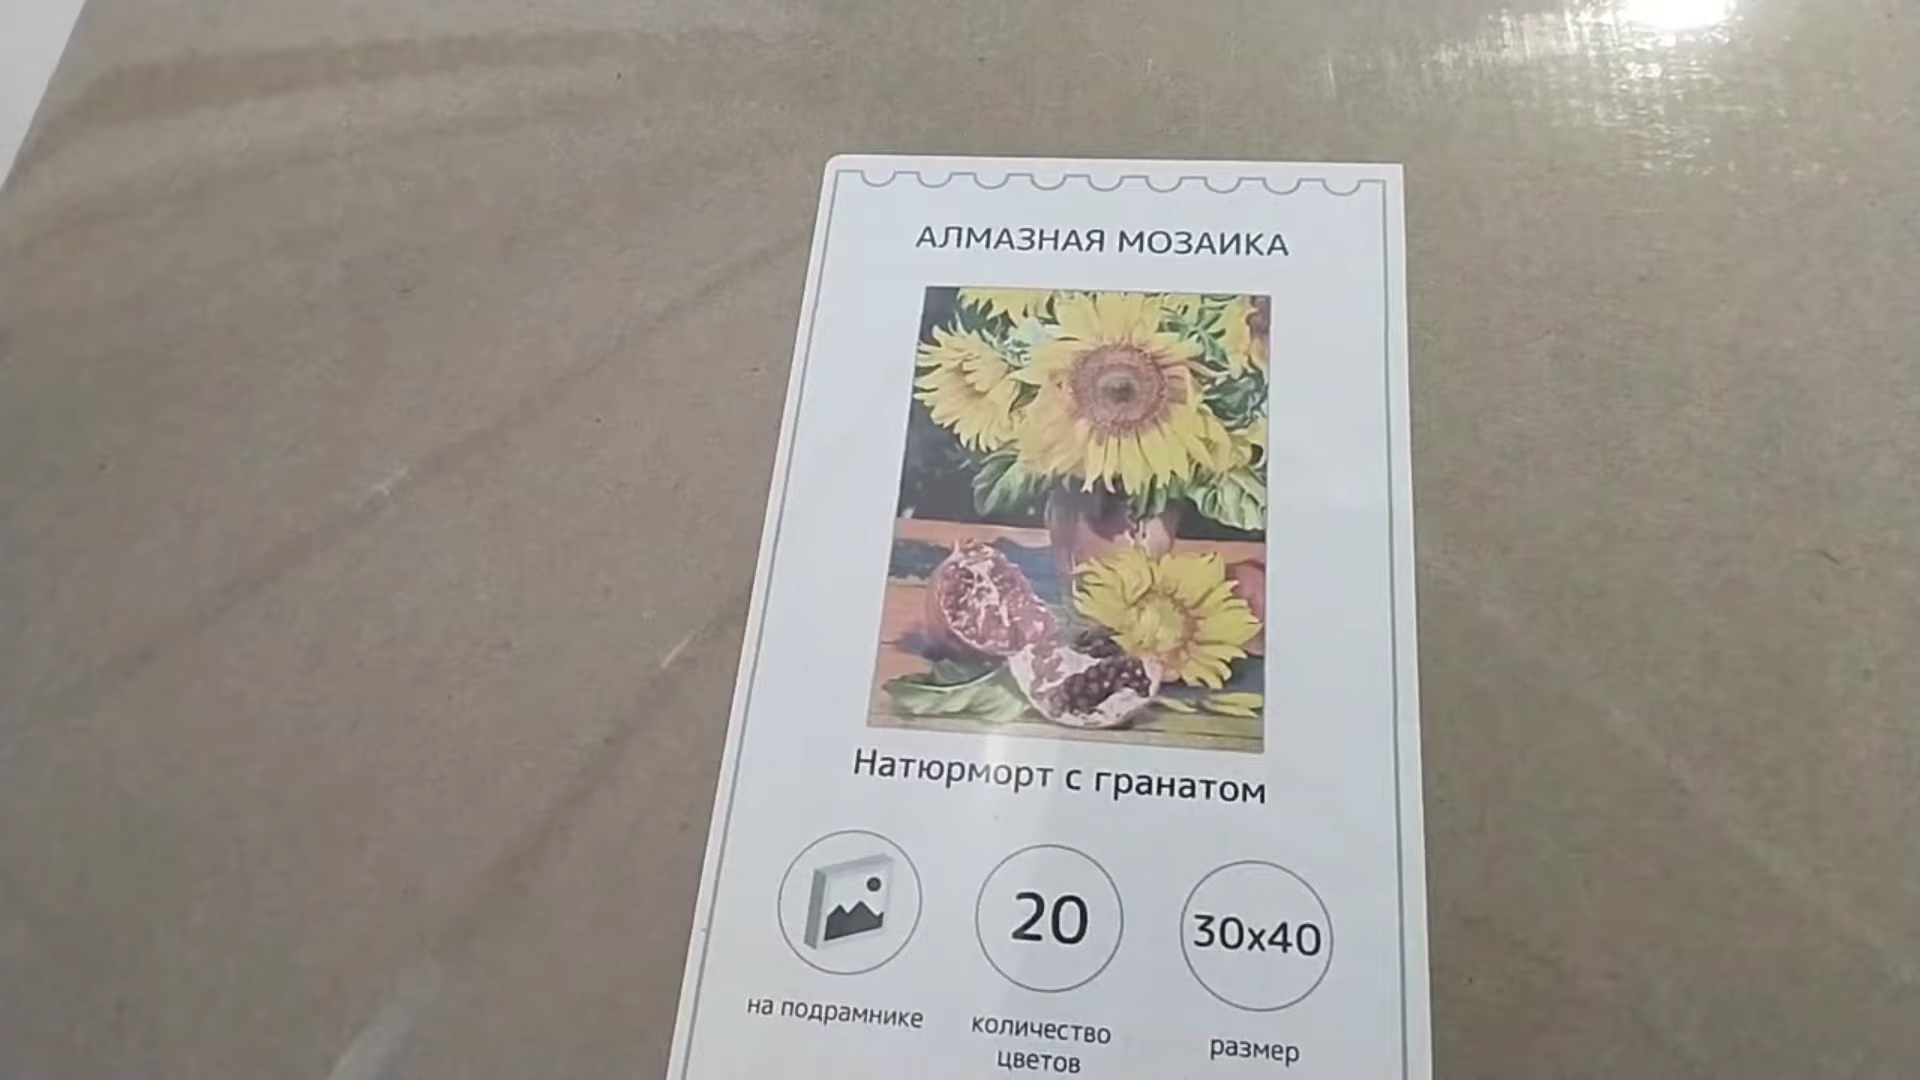 АЛМАЗНАЯ МОЗАИКА
Натюрморт с гранатом
20
30х40
на подрамнике
количество
цветов
размер